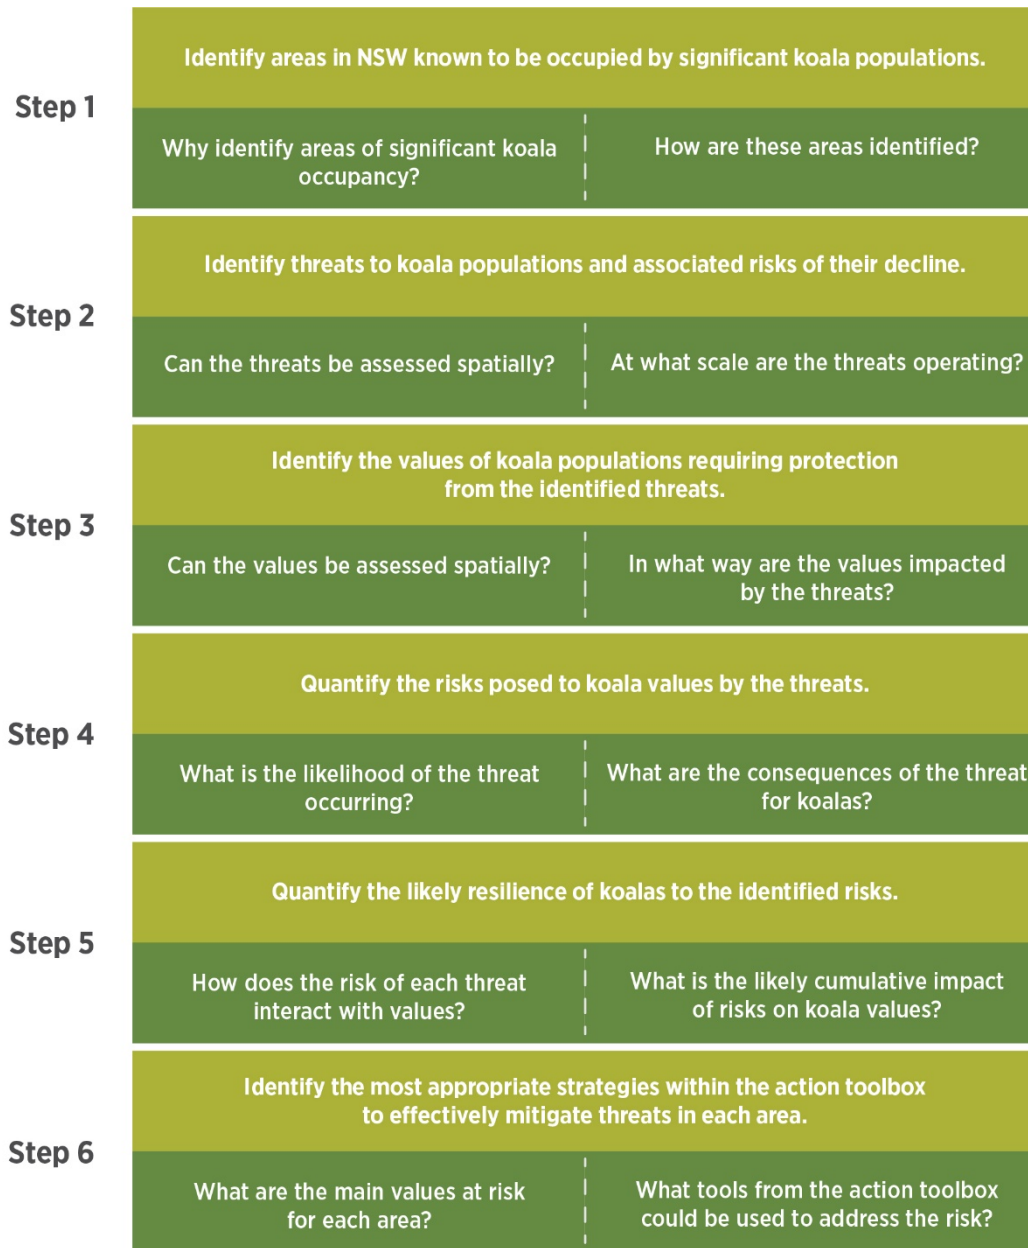 Step 1
Identify areas in NSW known to be occupied by significant koala populations.
Why identify areas of significant koala
occupancy?
How are these areas identified?
Step 2
Identify threats to koala populations and associated risks of their decline.
Can the threats be assessed spatially?
At what scale are the threats operating?
Step 3
Identify the values of koala populations requiring protection
from the identified threats.
Can the values be assessed spatially?
In what way are the values impacted
by the threats?
Step 4
Quantify the risks posed to koala values by the threats.
What is the likelihood of the threat
occurring?
What are the consequences of the threat
for koalas?
Step 5
Quantify the likely resilience of koalas to the identified risks.
How does the risk of each threat
interact with values?
What is the likely cumulative impact
of risks on koala values?
Step 6
Identify the most appropriate strategies within the action toolbox
to effectively mitigate threats in each area.
What are the main values at risk
for each area?
What tools from the action toolbox
could be used to address the risk?